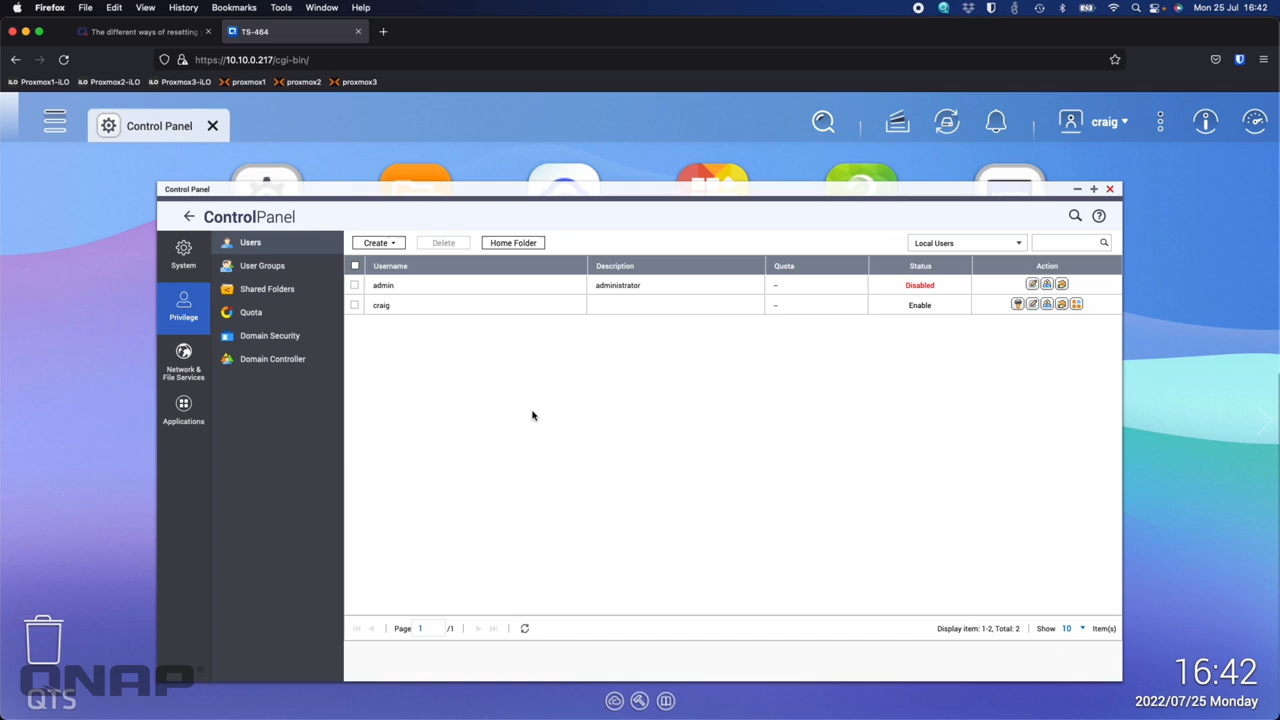 Firefox File Edit View History Bookmarks Tools Window Help Mon 25 Jul 16:42
The different ways of resetting TS-464
https://10.10.0.217/cgi-bin/
iLO Proxmox1-iLO iLO Proxmox2-iLO iLO Proxmox3-iLO proxmox1 proxmox2 proxmox3
Control Panel craig
Control Panel
ControlPanel
System
Privilege
Network &
File Services
Applications
Users
User Groups
Shared Folders
Quota
Domain Security
Domain Controller
Create Delete Home Folder Local Users
Username Description Quota Status Action
admin administrator -- Disabled
craig -- Enable
Page 1 /1 Display item: 1-2, Total: 2 Show 10 Item(s)
QNAP
QTS
16:42
2022/07/25 Monday